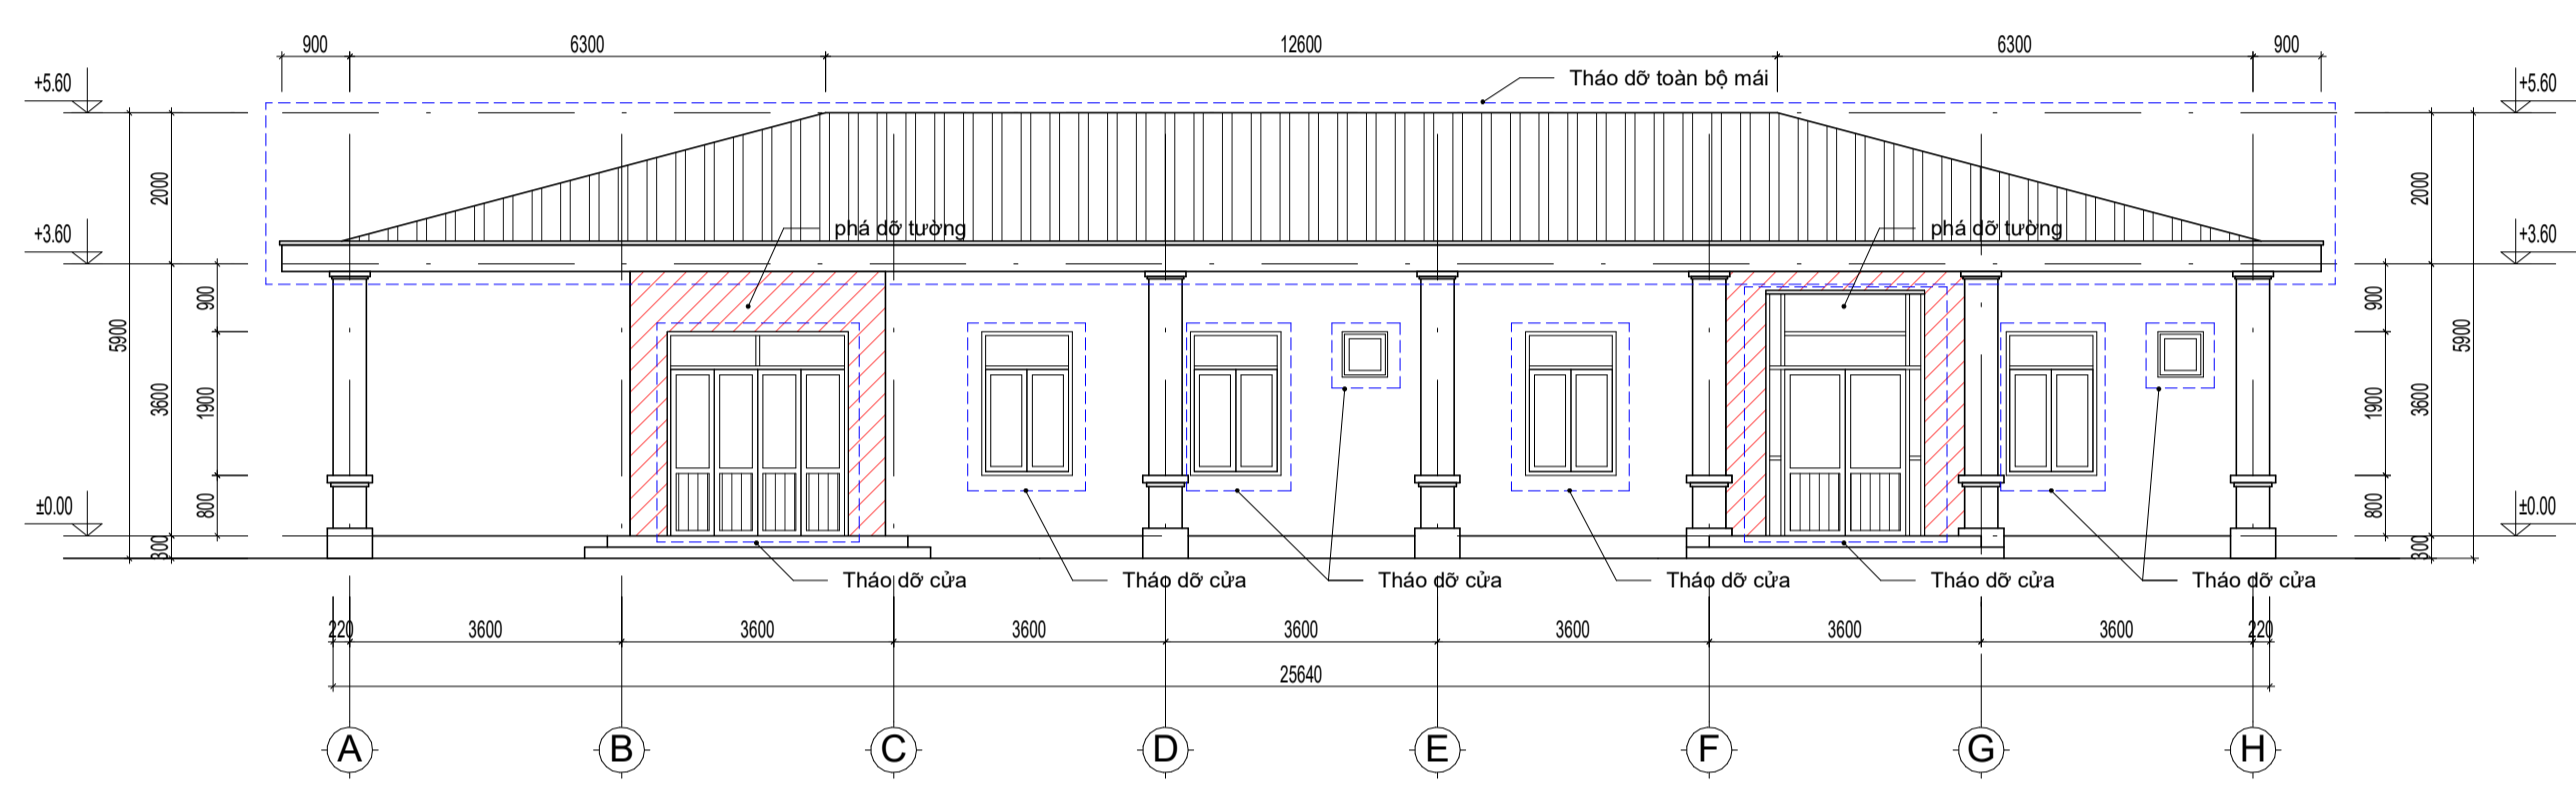 900 6300 12600 6300 900
Tháo dỡ toàn bộ mái
+5.60 +5.60
2000 2000
phá dỡ tường phá dỡ tường
+3.60 +3.60
900 900
5900 5900
3600 1900 1900 3600
800 800
±0.00 ±0.00
300 300
Tháo dỡ cửa Tháo dỡ cửa Tháo dỡ cửa Tháo dỡ cửa Tháo dỡ cửa Tháo dỡ cửa
220 3600 3600 3600 3600 3600 3600 3600 220
25640
A B C D E F G H